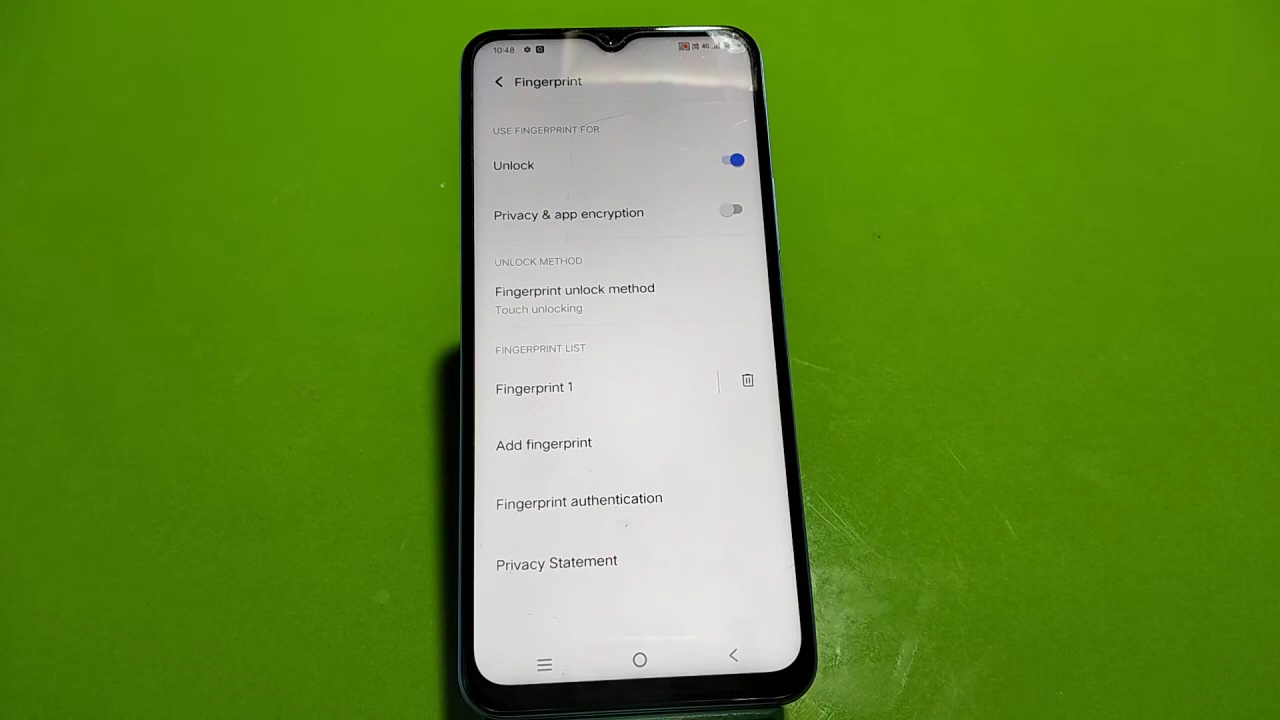 10:48
4G
Fingerprint
USE FINGERPRINT FOR
Unlock
Privacy & app encryption
UNLOCK METHOD
Fingerprint unlock method
Touch unlocking
FINGERPRINT LIST
Fingerprint 1
Add fingerprint
Fingerprint authentication
Privacy Statement